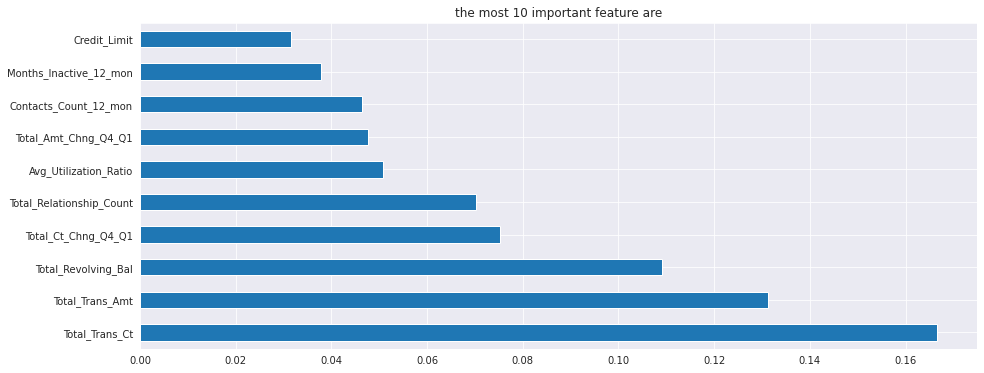 the most 10 important feature are
Credit_Limit
Months_Inactive_12_mon
Contacts_Count_12_mon
Total_Amt_Chng_Q4_Q1
Avg_Utilization_Ratio
Total_Relationship_Count
Total_Ct_Chng_Q4_Q1
Total_Revolving_Bal
Total_Trans_Amt
Total_Trans_Ct
0.00 0.02 0.04 0.06 0.08 0.10 0.12 0.14 0.16